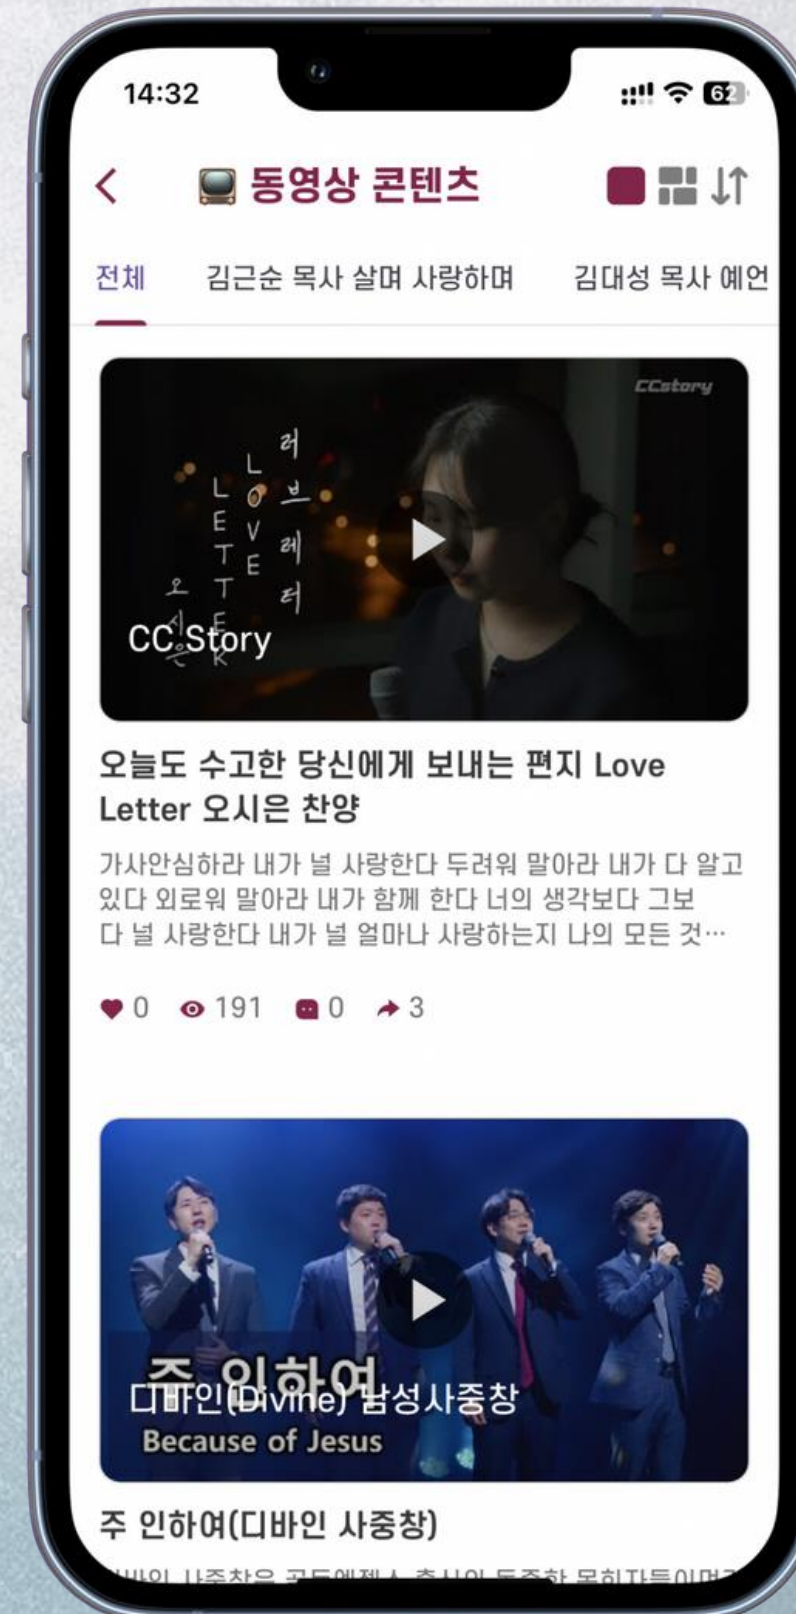 14:32
62
동영상 콘텐츠
전체 김근순 목사 살며 사랑하며 김대성 목사 예언
CCstory
러브레터
LOVE
LETTER
오시은
CC Story
오늘도 수고한 당신에게 보내는 편지 Love
Letter 오시은 찬양
가사안심하라 내가 널 사랑한다 두려워 말아라 내가 다 알고
있다 외로워 말아라 내가 함께 한다 너의 생각보다 그보
다 널 사랑한다 내가 널 얼마나 사랑하는지 나의 모든 것…
0 191 0 3
주 인하여
디바인(Divine) 남성사중창
Because of Jesus
주 인하여(디바인 사중창)